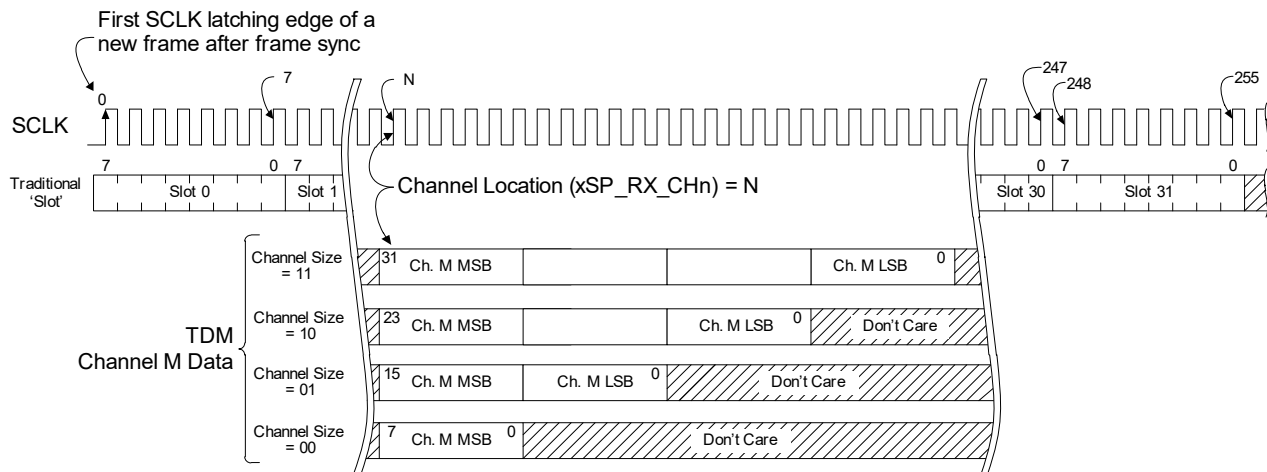 First SCLK latching edge of a
new frame after frame sync
0
7
N
247
248
255
SCLK
7 0 7 0 7 0
Traditional
'Slot'
Slot 0
Slot 1
Slot 30
Slot 31
Channel Location (xSP_RX_CHn) = N
TDM
Channel M Data
Channel Size
= 11
31 Ch. M MSB Ch. M LSB 0
Channel Size
= 10
23 Ch. M MSB Ch. M LSB 0 Don't Care
Channel Size
= 01
15 Ch. M MSB Ch. M LSB 0 Don't Care
Channel Size
= 00
7 Ch. M MSB 0 Don't Care